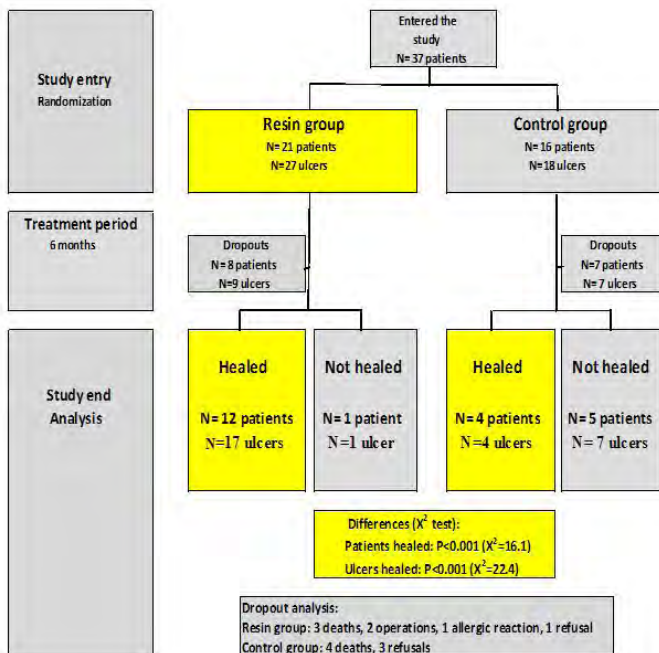 Entered the
study
N= 37 patients
Study entry
Randomization
Resin group
N= 21 patients
N=27 ulcers
Control group
N= 16 patients
N=18 ulcers
Treatment period
6 months
Dropouts
N= 8 patients
N=9 ulcers
Dropouts
N=7 patients
N= 7 ulcers
Study end
Analysis
Healed
N= 12 patients
N=17 ulcers
Not healed
N= 1 patient
N=1 ulcer
Healed
N= 4 patients
N=4 ulcers
Not healed
N= 5 patients
N= 7 ulcers
Differences (X² test):
Patients healed: P<0.001 (X²=16.1)
Ulcers healed: P<0.001 (X²=22.4)
Dropout analysis:
Resin group: 3 deaths, 2 operations, 1 allergic reaction, 1 refusal
Control group: 4 deaths, 3 refusals